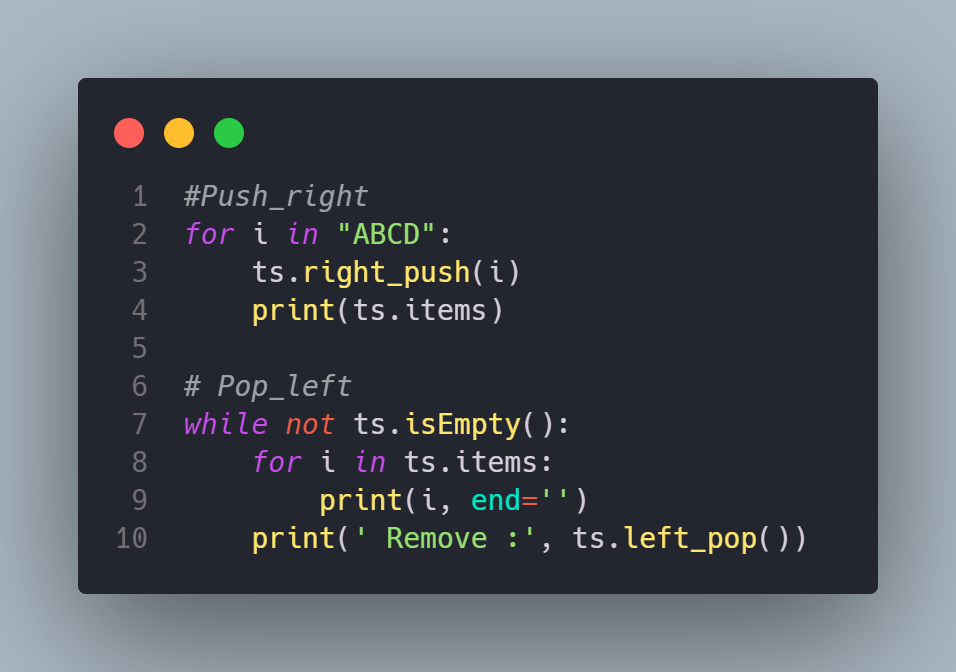 1 #Push_right
2 for i in "ABCD":
3     ts.right_push(i)
4     print(ts.items)
5
6 # Pop_left
7 while not ts.isEmpty():
8     for i in ts.items:
9         print(i, end='')
10     print(' Remove :', ts.left_pop())